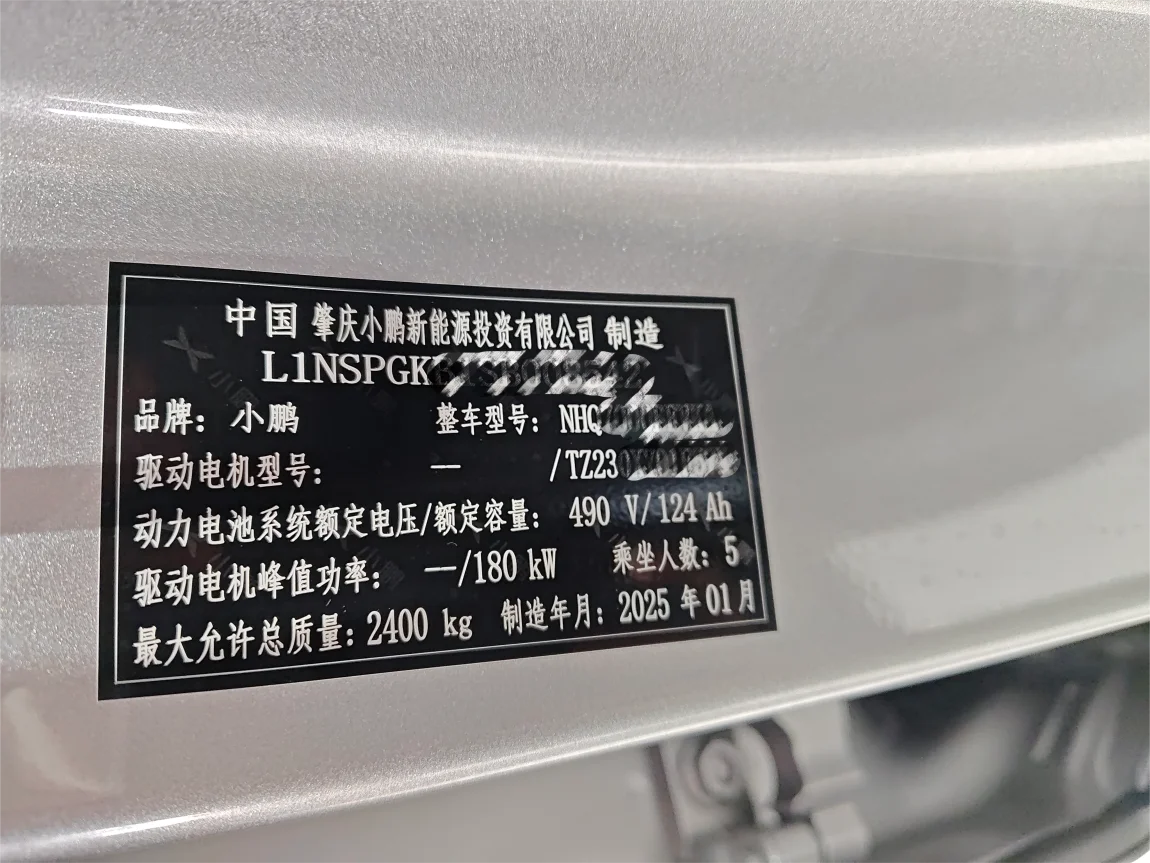 中国 肇庆小鹏新能源投资有限公司 制造
L1NSPGK
品牌：小鹏 整车型号：NHQ
驱动电机型号： — /TZ23
动力电池系统额定电压/额定容量： 490 V/ 124 Ah
驱动电机峰值功率： —/180 kW 乘坐人数：5
最大允许总质量：2400 kg 制造年月：2025 年 01 月